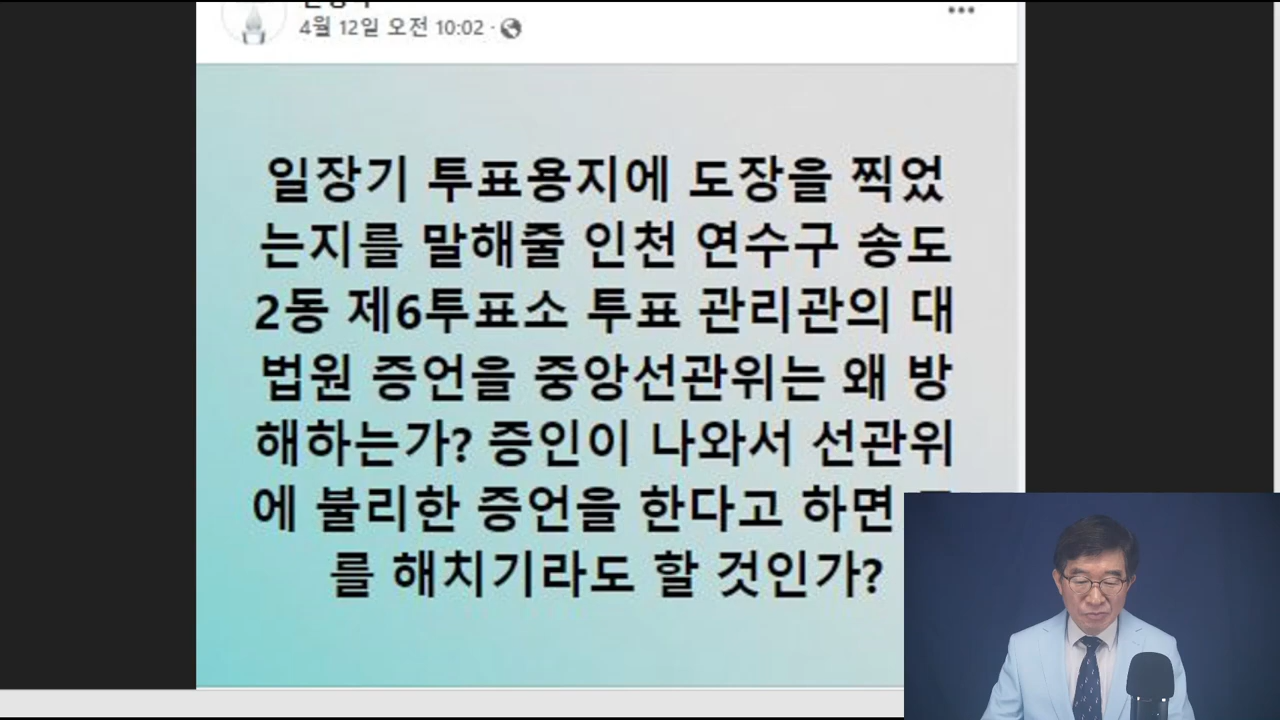 4월 12일 오전 10:02 ·
일장기 투표용지에 도장을 찍었
는지를 말해줄 인천 연수구 송도
2동 제6투표소 투표 관리관의 대
법원 증언을 중앙선관위는 왜 방
해하는가? 증인이 나와서 선관위
에 불리한 증언을 한다고 하면
를 해치기라도 할 것인가?